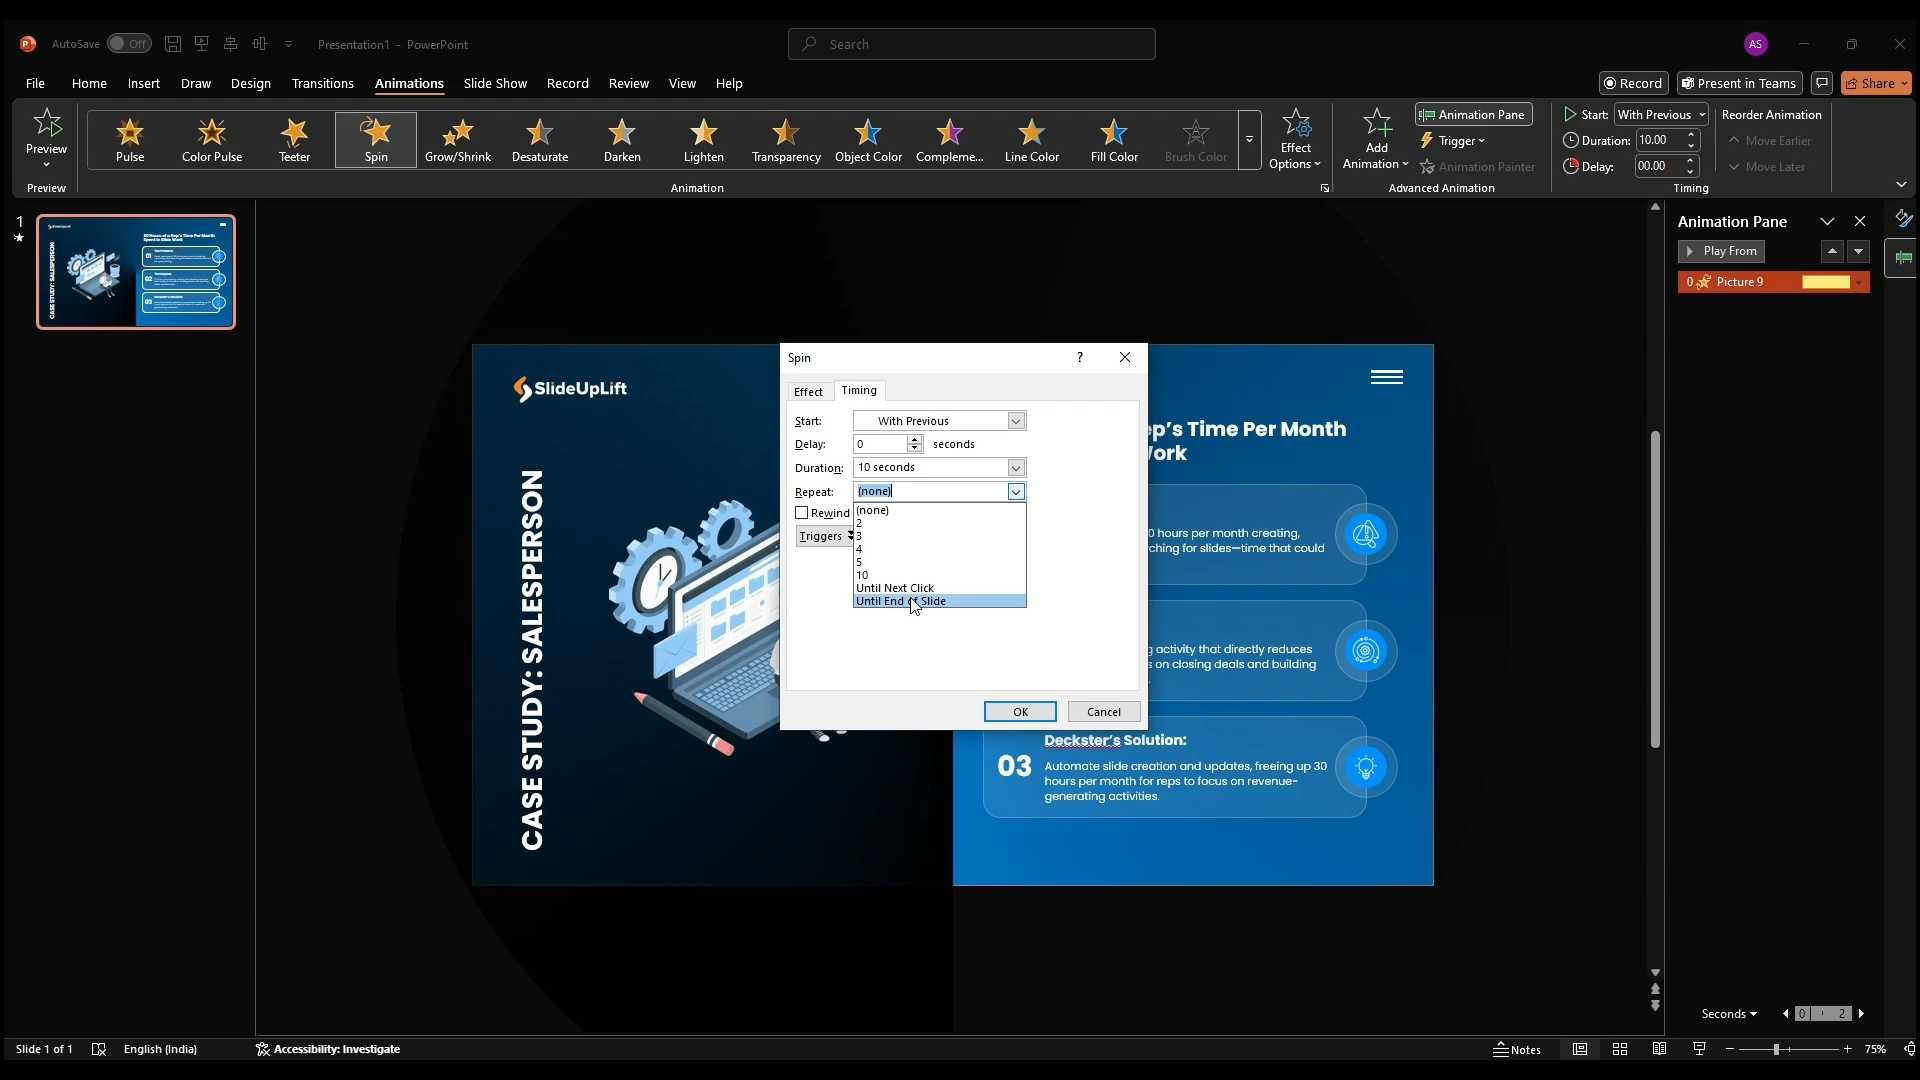 AutoSave Off Presentation1 - PowerPoint Search AS
File Home Insert Draw Design Transitions Animations Slide Show Record Review View Help Record Present in Teams Share
Preview
Pulse Color Pulse Teeter Spin Grow/Shrink Desaturate Darken Lighten Transparency Object Color Compleme... Line Color Fill Color Brush Color
Effect Options
Add Animation
Animation Pane
Trigger
Animation Painter
Start: With Previous
Duration: 10.00
Delay: 00.00
Reorder Animation
Move Earlier
Move Later
Preview Animation Advanced Animation Timing
1
CASE STUDY: SALESPERSON
01
02
03
SlideUpLift
CASE STUDY: SALESPERSON
ep's Time Per Month
Work
0 hours per month creating,
ching for slides—time that could
g activity that directly reduces
s on closing deals and building
.
Deckster's Solution:
03
Automate slide creation and updates, freeing up 30
hours per month for reps to focus on revenue-
generating activities.
Spin ?
Effect Timing
Start: With Previous
Delay: 0 seconds
Duration: 10 seconds
Repeat: (none)
Rewind
Triggers
(none)
2
3
4
5
10
Until Next Click
Until End of Slide
OK Cancel
Animation Pane
Play From
0 Picture 9
Seconds 0 2
Slide 1 of 1 English (India) Accessibility: Investigate Notes 75%